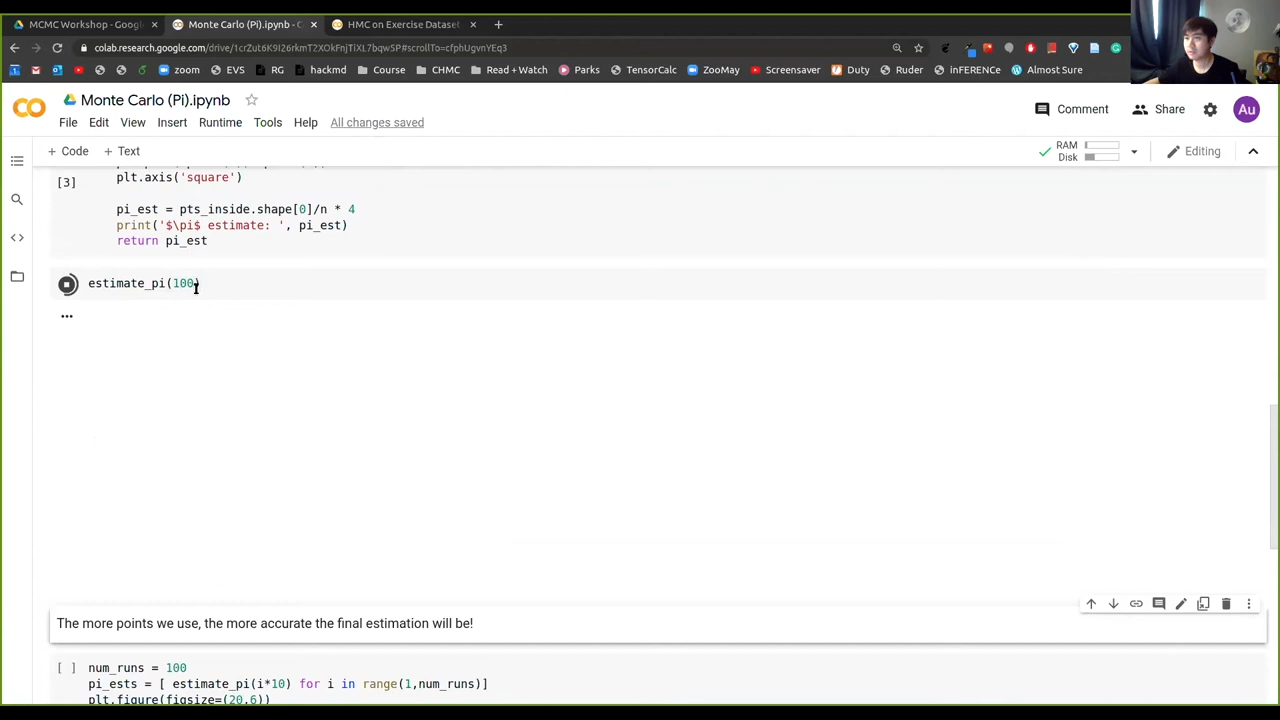 MCMC Workshop - Google
Monte Carlo (Pi).ipynb - C
HMC on Exercise Dataset
colab.research.google.com/drive/1crZut6K9I26rkmT2XOkFnjTiXL7bqw5P#scrollTo=cfphUgvnYEq3
zoom
EVS
RG
hackmd
Course
CHMC
Read + Watch
Parks
TensorCalc
ZooMay
Screensaver
Duty
Ruder
inFERENCe
Almost Sure
Monte Carlo (Pi).ipynb
Comment
Share
Au
File Edit View Insert Runtime Tools Help All changes saved
+ Code + Text
RAM
Disk
Editing
plt.axis('square')
[3]
pi_est = pts_inside.shape[0]/n * 4
print('$\pi$ estimate: ', pi_est)
return pi_est
estimate_pi(100)
The more points we use, the more accurate the final estimation will be!
[ ] num_runs = 100
pi_ests = [ estimate_pi(i*10) for i in range(1,num_runs)]
plt.figure(figsize=(20,6))